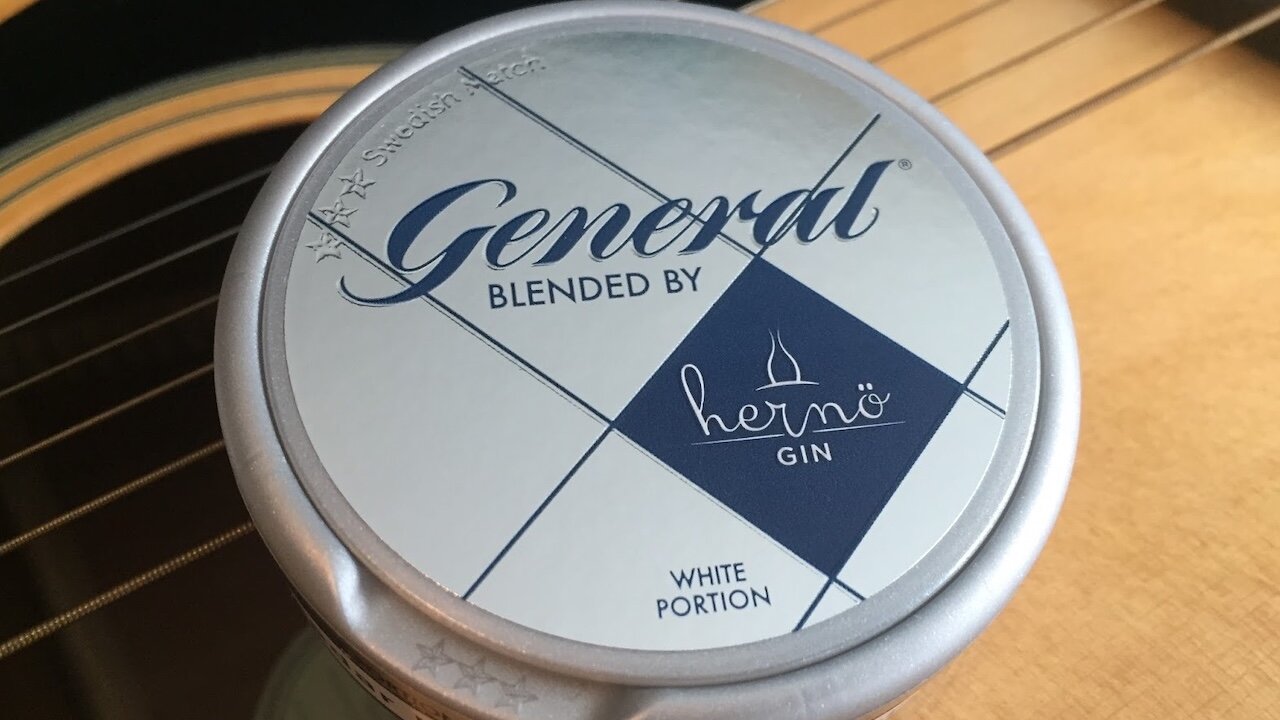 Swedish Match
General®
BLENDED BY
hernö
GIN
WHITE
PORTION